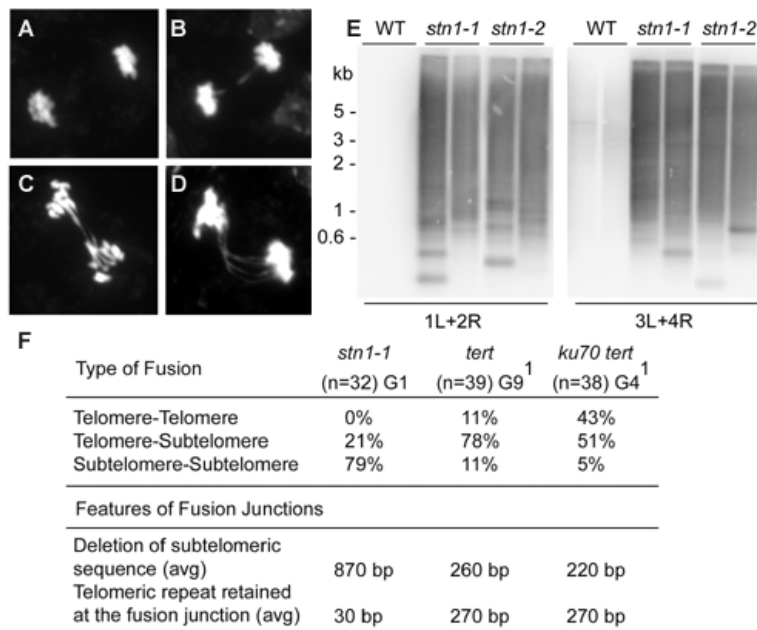 A
B
C
D
E
WT stn1-1 stn1-2
WT stn1-1 stn1-2
kb
5 -
3 -
2 -
1 -
0.6 -
1L+2R
3L+4R
F
Type of Fusion
stn1-1 (n=32) G1
tert (n=39) G9 1
ku70 tert (n=38) G4 1
Telomere-Telomere 0% 11% 43%
Telomere-Subtelomere 21% 78% 51%
Subtelomere-Subtelomere 79% 11% 5%
Features of Fusion Junctions
Deletion of subtelomeric
sequence (avg) 870 bp 260 bp 220 bp
Telomeric repeat retained
at the fusion junction (avg) 30 bp 270 bp 270 bp